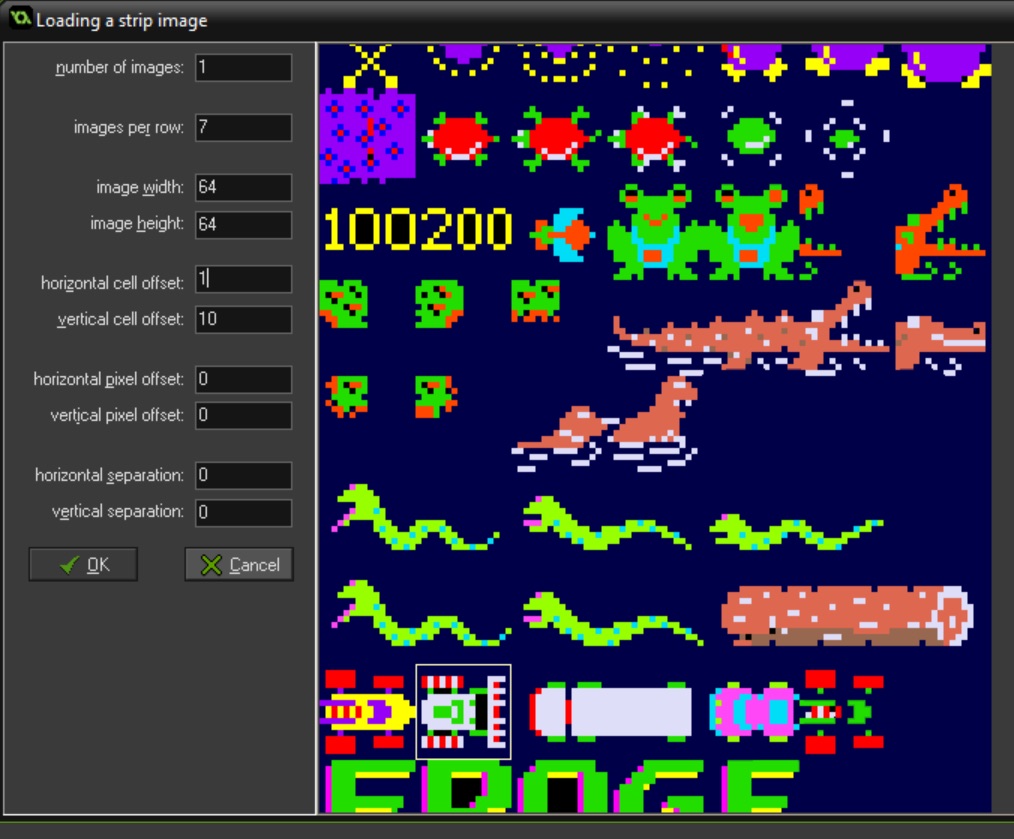 Loading a strip image
number of images: 1
images per row: 7
image width: 64
image height: 64
horizontal cell offset: 1
vertical cell offset: 10
horizontal pixel offset: 0
vertical pixel offset: 0
horizontal separation: 0
vertical separation: 0
OK Cancel
100200
FROGE